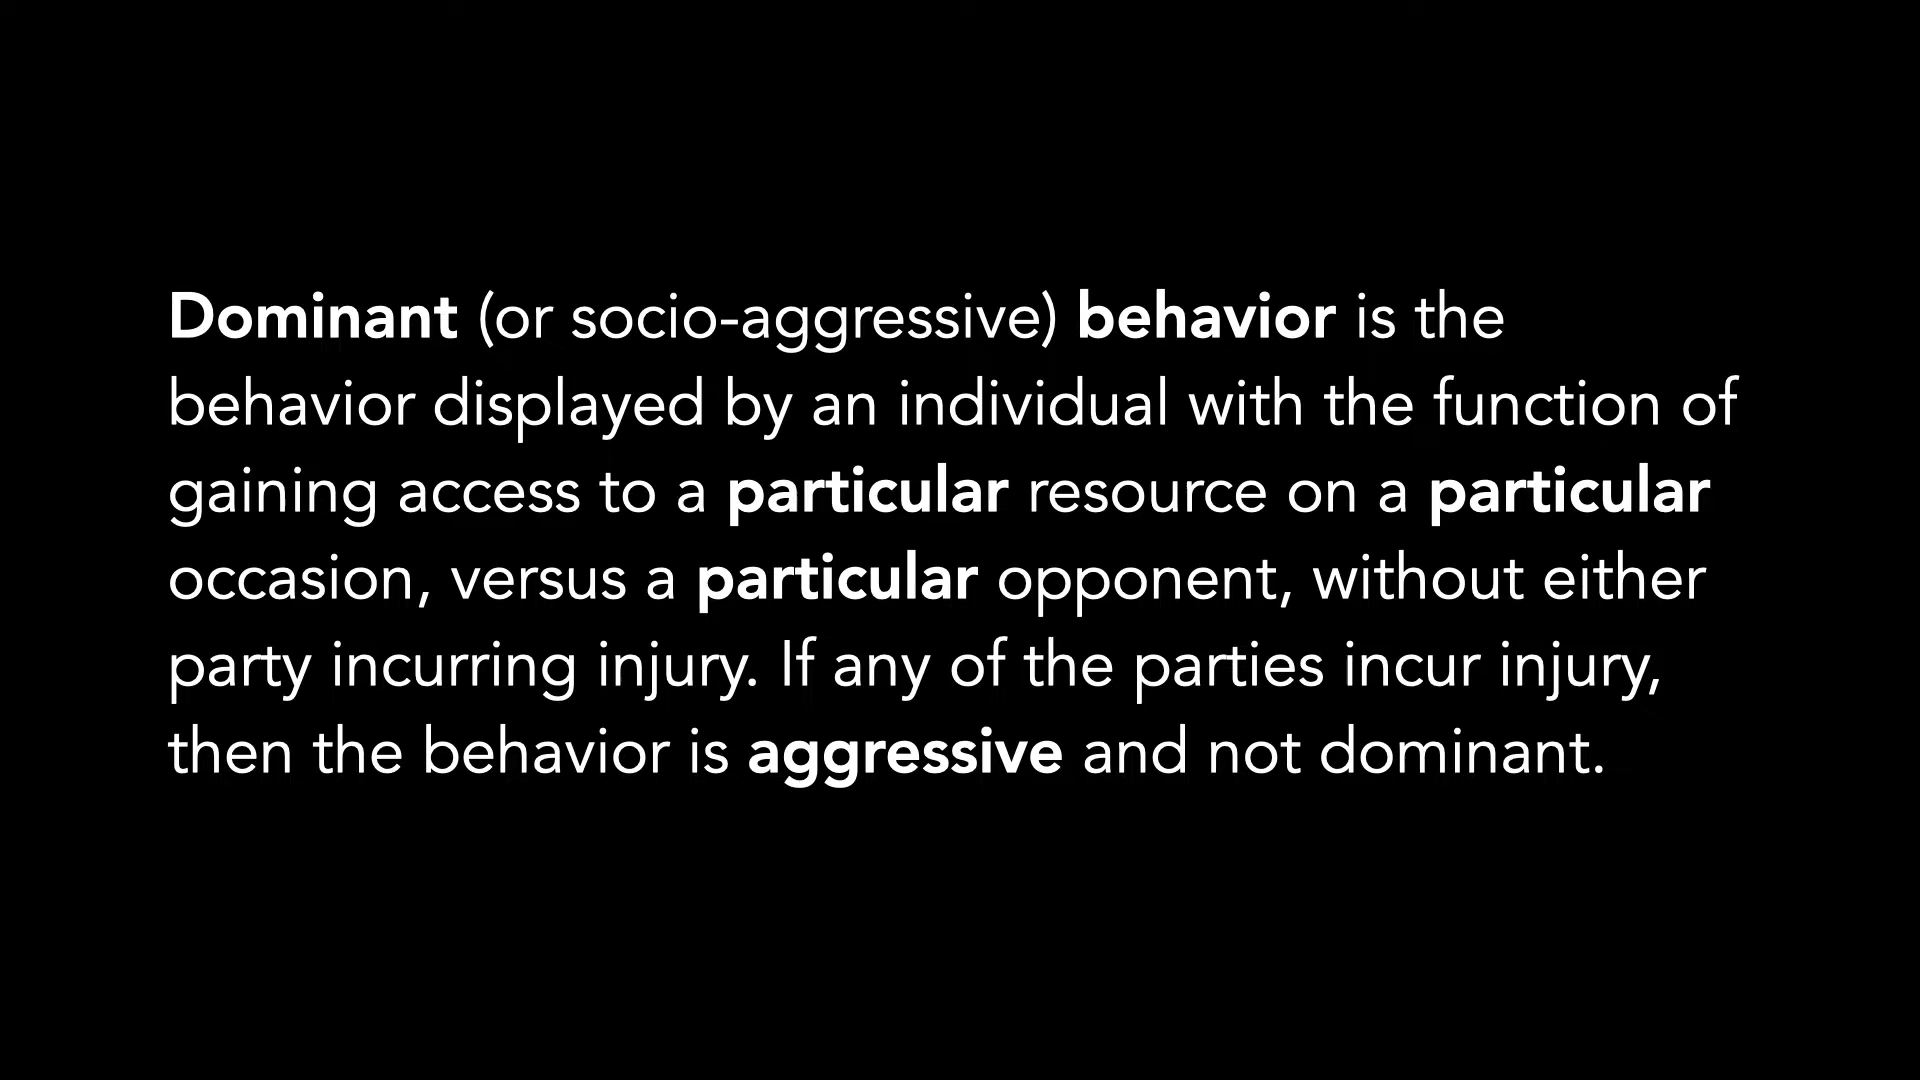 Dominant (or socio-aggressive) behavior is the
behavior displayed by an individual with the function of
gaining access to a particular resource on a particular
occasion, versus a particular opponent, without either
party incurring injury. If any of the parties incur injury,
then the behavior is aggressive and not dominant.